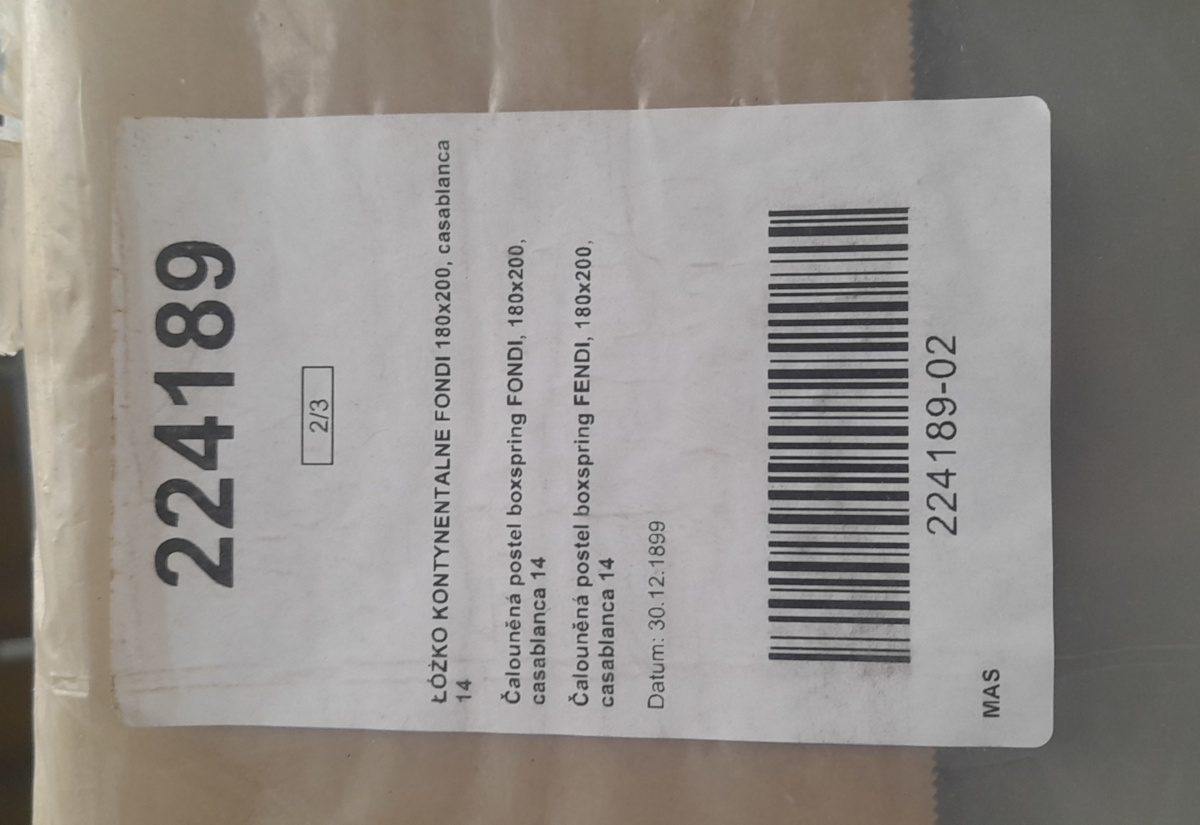 224189
2/3
ŁÓŻKO KONTYNENTALNE FONDI 180x200, casablanca
14
Čalouněná postel boxspring FONDI, 180x200,
casablanca 14
Čalouněná postel boxspring FENDI, 180x200,
casablanca 14
Datum: 30.12.1899
224189-02
MAS